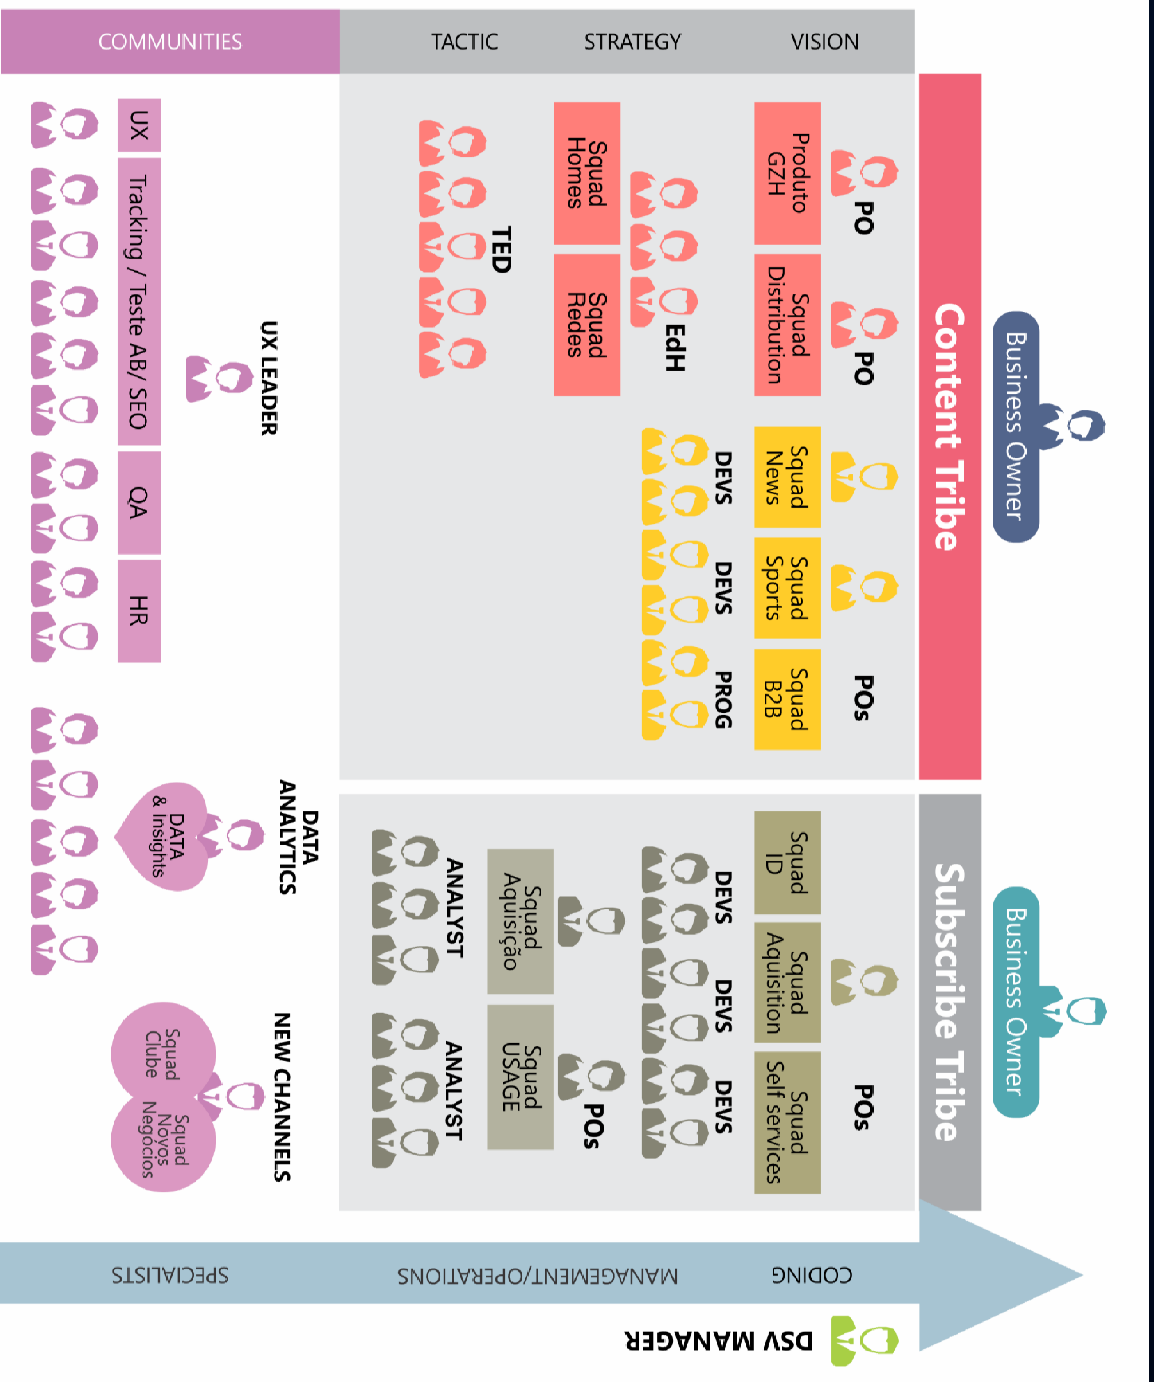 Business Owner
Business Owner
Content Tribe
Subscribe Tribe
VISION
STRATEGY
TACTIC
COMMUNITIES
PO
PO
POs
POs
Produto
GZH
Squad
Distribution
Squad
News
Squad
Sports
Squad
B2B
Squad
ID
Squad
Aquisition
Squad
Self services
EdH
DEVS
DEVS
PROG
DEVS
DEVS
DEVS
Squad
Homes
Squad
Redes
POs
Squad
Aquisição
Squad
USAGE
TED
ANALYST
ANALYST
UX LEADER
DATA
ANALYTICS
NEW CHANNELS
UX
Tracking / Teste AB/ SEO
QA
HR
DATA
& Insights
Squad
Clube
Squad
Novos
Negócios
CODING
MANAGEMENT/OPERATIONS
SPECIALISTS
DSV MANAGER